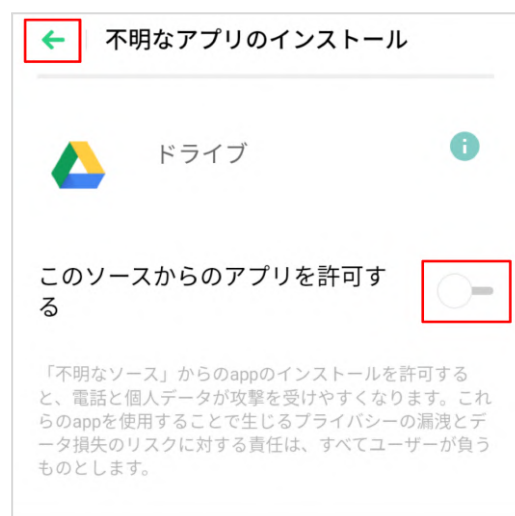 不明なアプリのインストール
ドライブ
このソースからのアプリを許可す
る
「不明なソース」からのappのインストールを許可する
と、電話と個人データが攻撃を受けやすくなります。これ
らのappを使用することで生じるプライバシーの漏洩とデ
ータ損失のリスクに対する責任は、すべてユーザーが負う
ものとします。